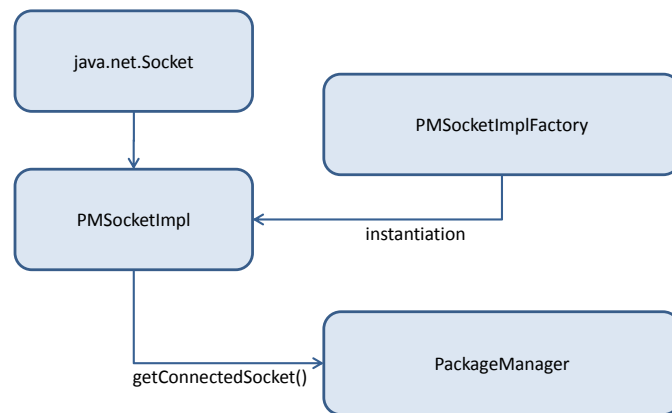 java.net.Socket
PMSocketImplFactory
PMSocketImpl
instantiation
PackageManager
getConnectedSocket()